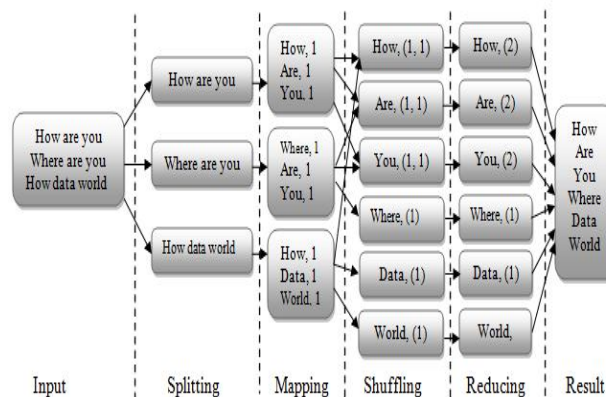 How are you
Where are you
How data world
How are you
Where are you
How data world
How, 1
Are, 1
You, 1
Where, 1
Are, 1
You, 1
How, 1
Data, 1
World, 1
How, (1, 1)
Are, (1, 1)
You, (1, 1)
Where, (1)
Data, (1)
World, (1)
How, (2)
Are, (2)
You, (2)
Where, (1)
Data, (1)
World,
How
Are
You
Where
Data
World
Input
Splitting
Mapping
Shuffling
Reducing
Result